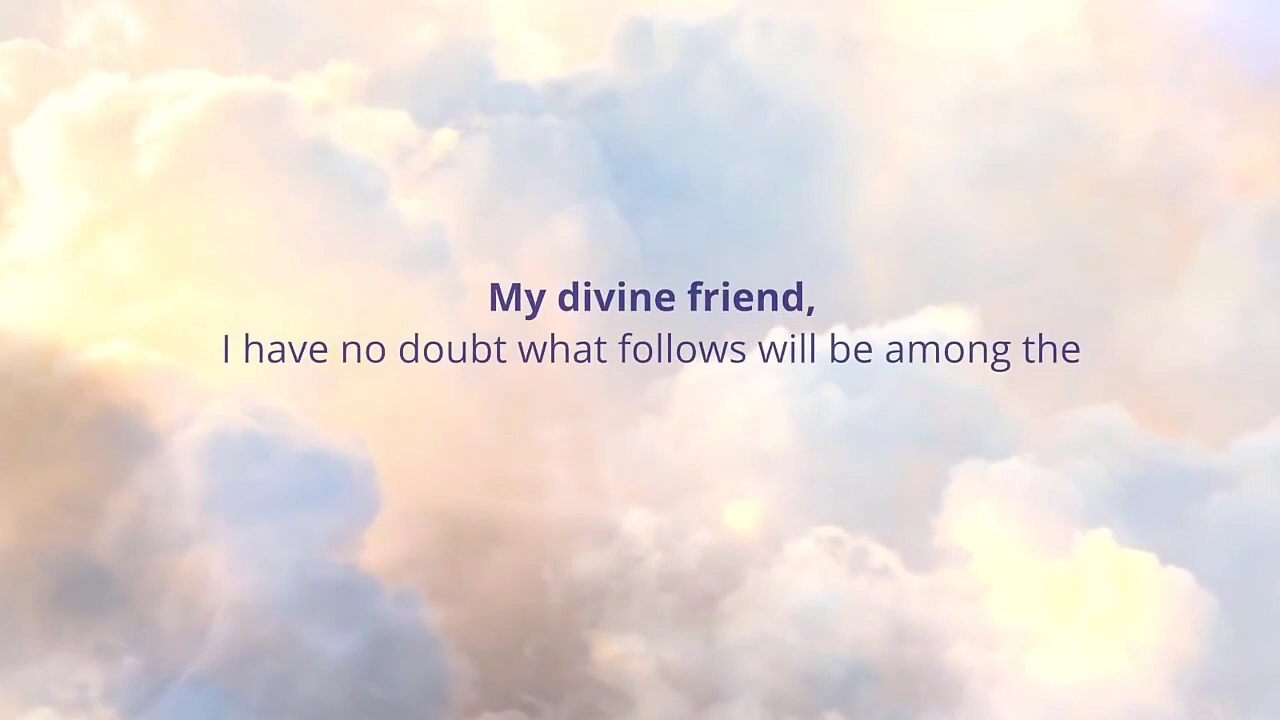 My divine friend,
I have no doubt what follows will be among the